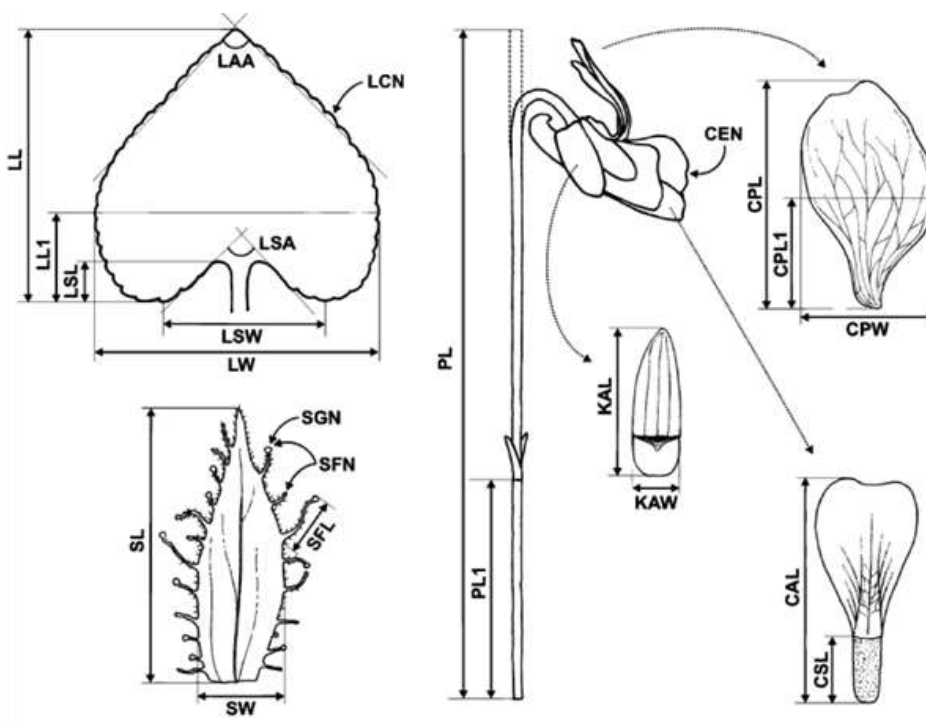 LAA
LCN
LL
LL1
LSL
LSA
LSW
LW
SGN
SFN
SFL
SL
SW
PL
PL1
CEN
KAL
KAW
CPL
CPL1
CPW
CAL
CSL